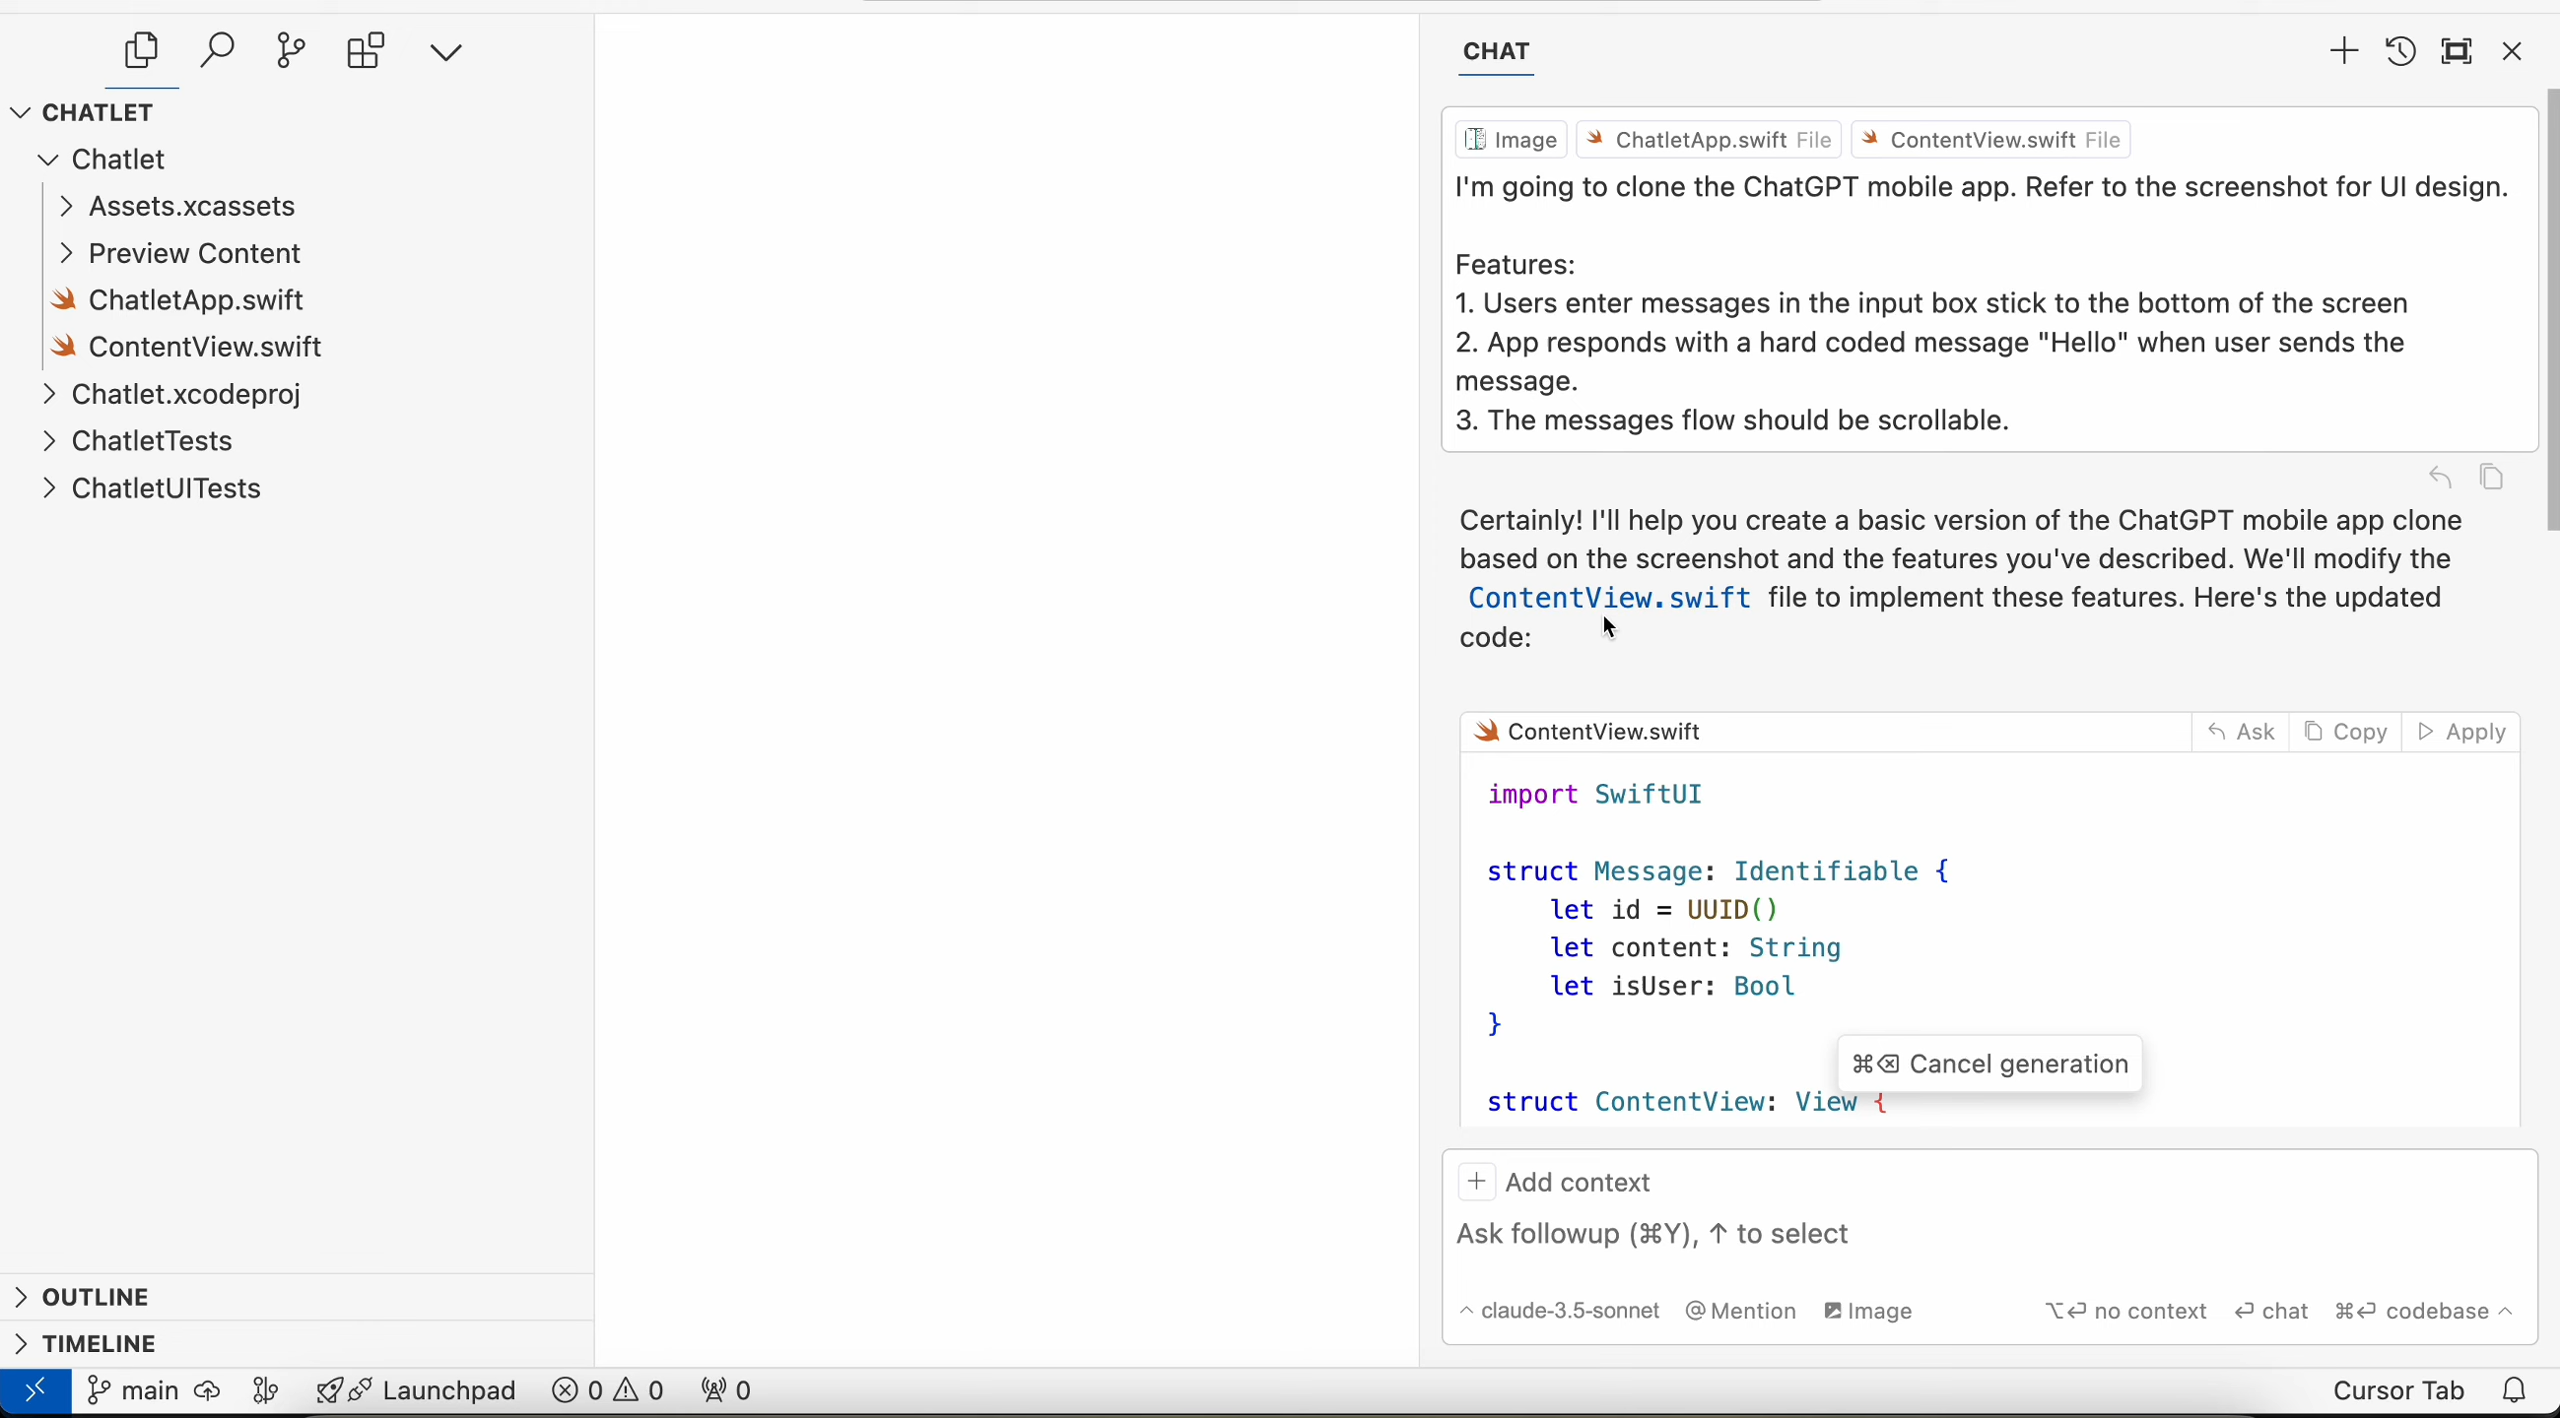 CHATLET
Chatlet
Assets.xcassets
Preview Content
ChatletApp.swift
ContentView.swift
Chatlet.xcodeproj
ChatletTests
ChatletUITests
OUTLINE
TIMELINE
CHAT
Image ChatletApp.swift File ContentView.swift File
I'm going to clone the ChatGPT mobile app. Refer to the screenshot for UI design.
Features:
1. Users enter messages in the input box stick to the bottom of the screen
2. App responds with a hard coded message "Hello" when user sends the
message.
3. The messages flow should be scrollable.
Certainly! I'll help you create a basic version of the ChatGPT mobile app clone
based on the screenshot and the features you've described. We'll modify the
ContentView.swift file to implement these features. Here's the updated
code:
ContentView.swift Ask Copy Apply
import SwiftUI
struct Message: Identifiable {
let id = UUID()
let content: String
let isUser: Bool
}
⌘⌫ Cancel generation
struct ContentView: View {
+ Add context
Ask followup (⌘Y), ↑ to select
claude-3.5-sonnet @ Mention Image ⌥⏎ no context ⏎ chat ⌘⏎ codebase
main Launchpad 0 0 0 Cursor Tab